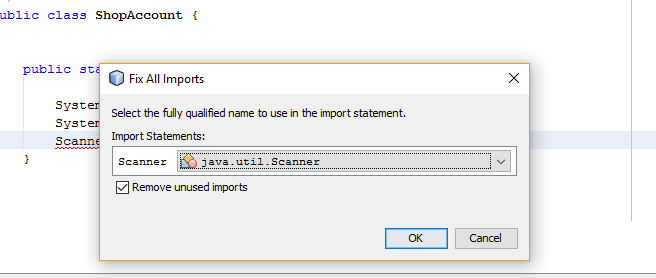 ublic class ShopAccount {
Fix All Imports
public sta
Select the fully qualified name to use in the import statement.
System
System
Import Statements:
Scanne
Scanner java.util.Scanner
}
Remove unused imports
OK Cancel